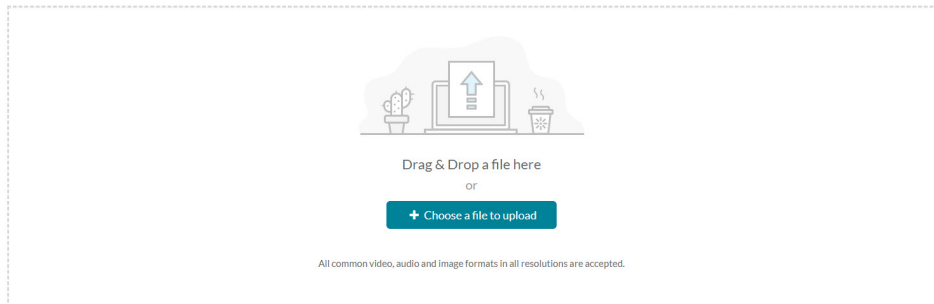 Drag & Drop a file here
or
+ Choose a file to upload
All common video, audio and image formats in all resolutions are accepted.